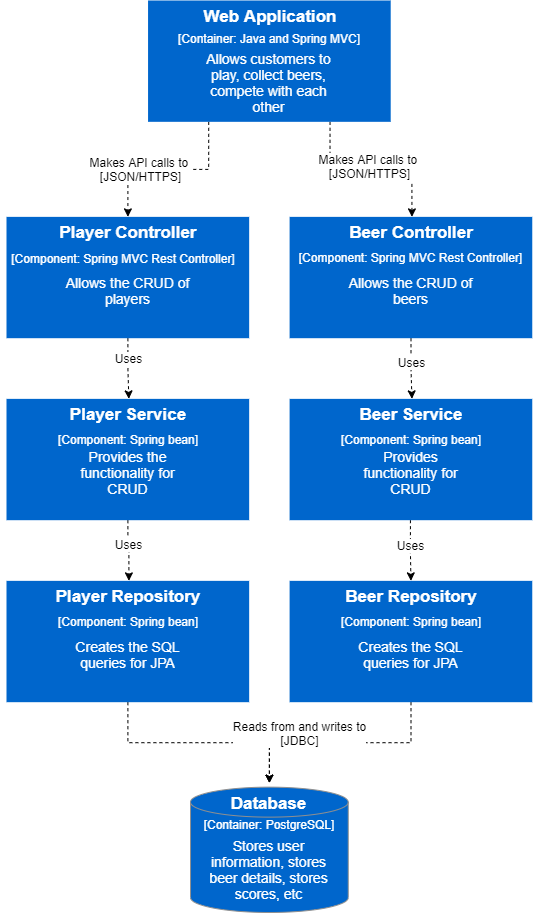 Web Application
[Container: Java and Spring MVC]
Allows customers to
play, collect beers,
compete with each
other
Makes API calls to
[JSON/HTTPS]
Makes API calls to
[JSON/HTTPS]
Player Controller
[Component: Spring MVC Rest Controller]
Allows the CRUD of
players
Beer Controller
[Component: Spring MVC Rest Controller]
Allows the CRUD of
beers
Uses
Uses
Player Service
[Component: Spring bean]
Provides the
functionality for
CRUD
Beer Service
[Component: Spring bean]
Provides
functionality for
CRUD
Uses
Uses
Player Repository
[Component: Spring bean]
Creates the SQL
queries for JPA
Beer Repository
[Component: Spring bean]
Creates the SQL
queries for JPA
Reads from and writes to
[JDBC]
Database
[Container: PostgreSQL]
Stores user
information, stores
beer details, stores
scores, etc